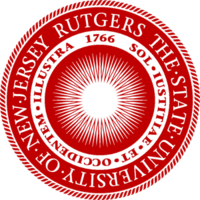 RUTGERS THE·STATE·UNIVERSITY·OF·NEW·JERSEY
1766
SOL·IUSTITIAE·ET·OCCIDENTEM·ILLUSTRA